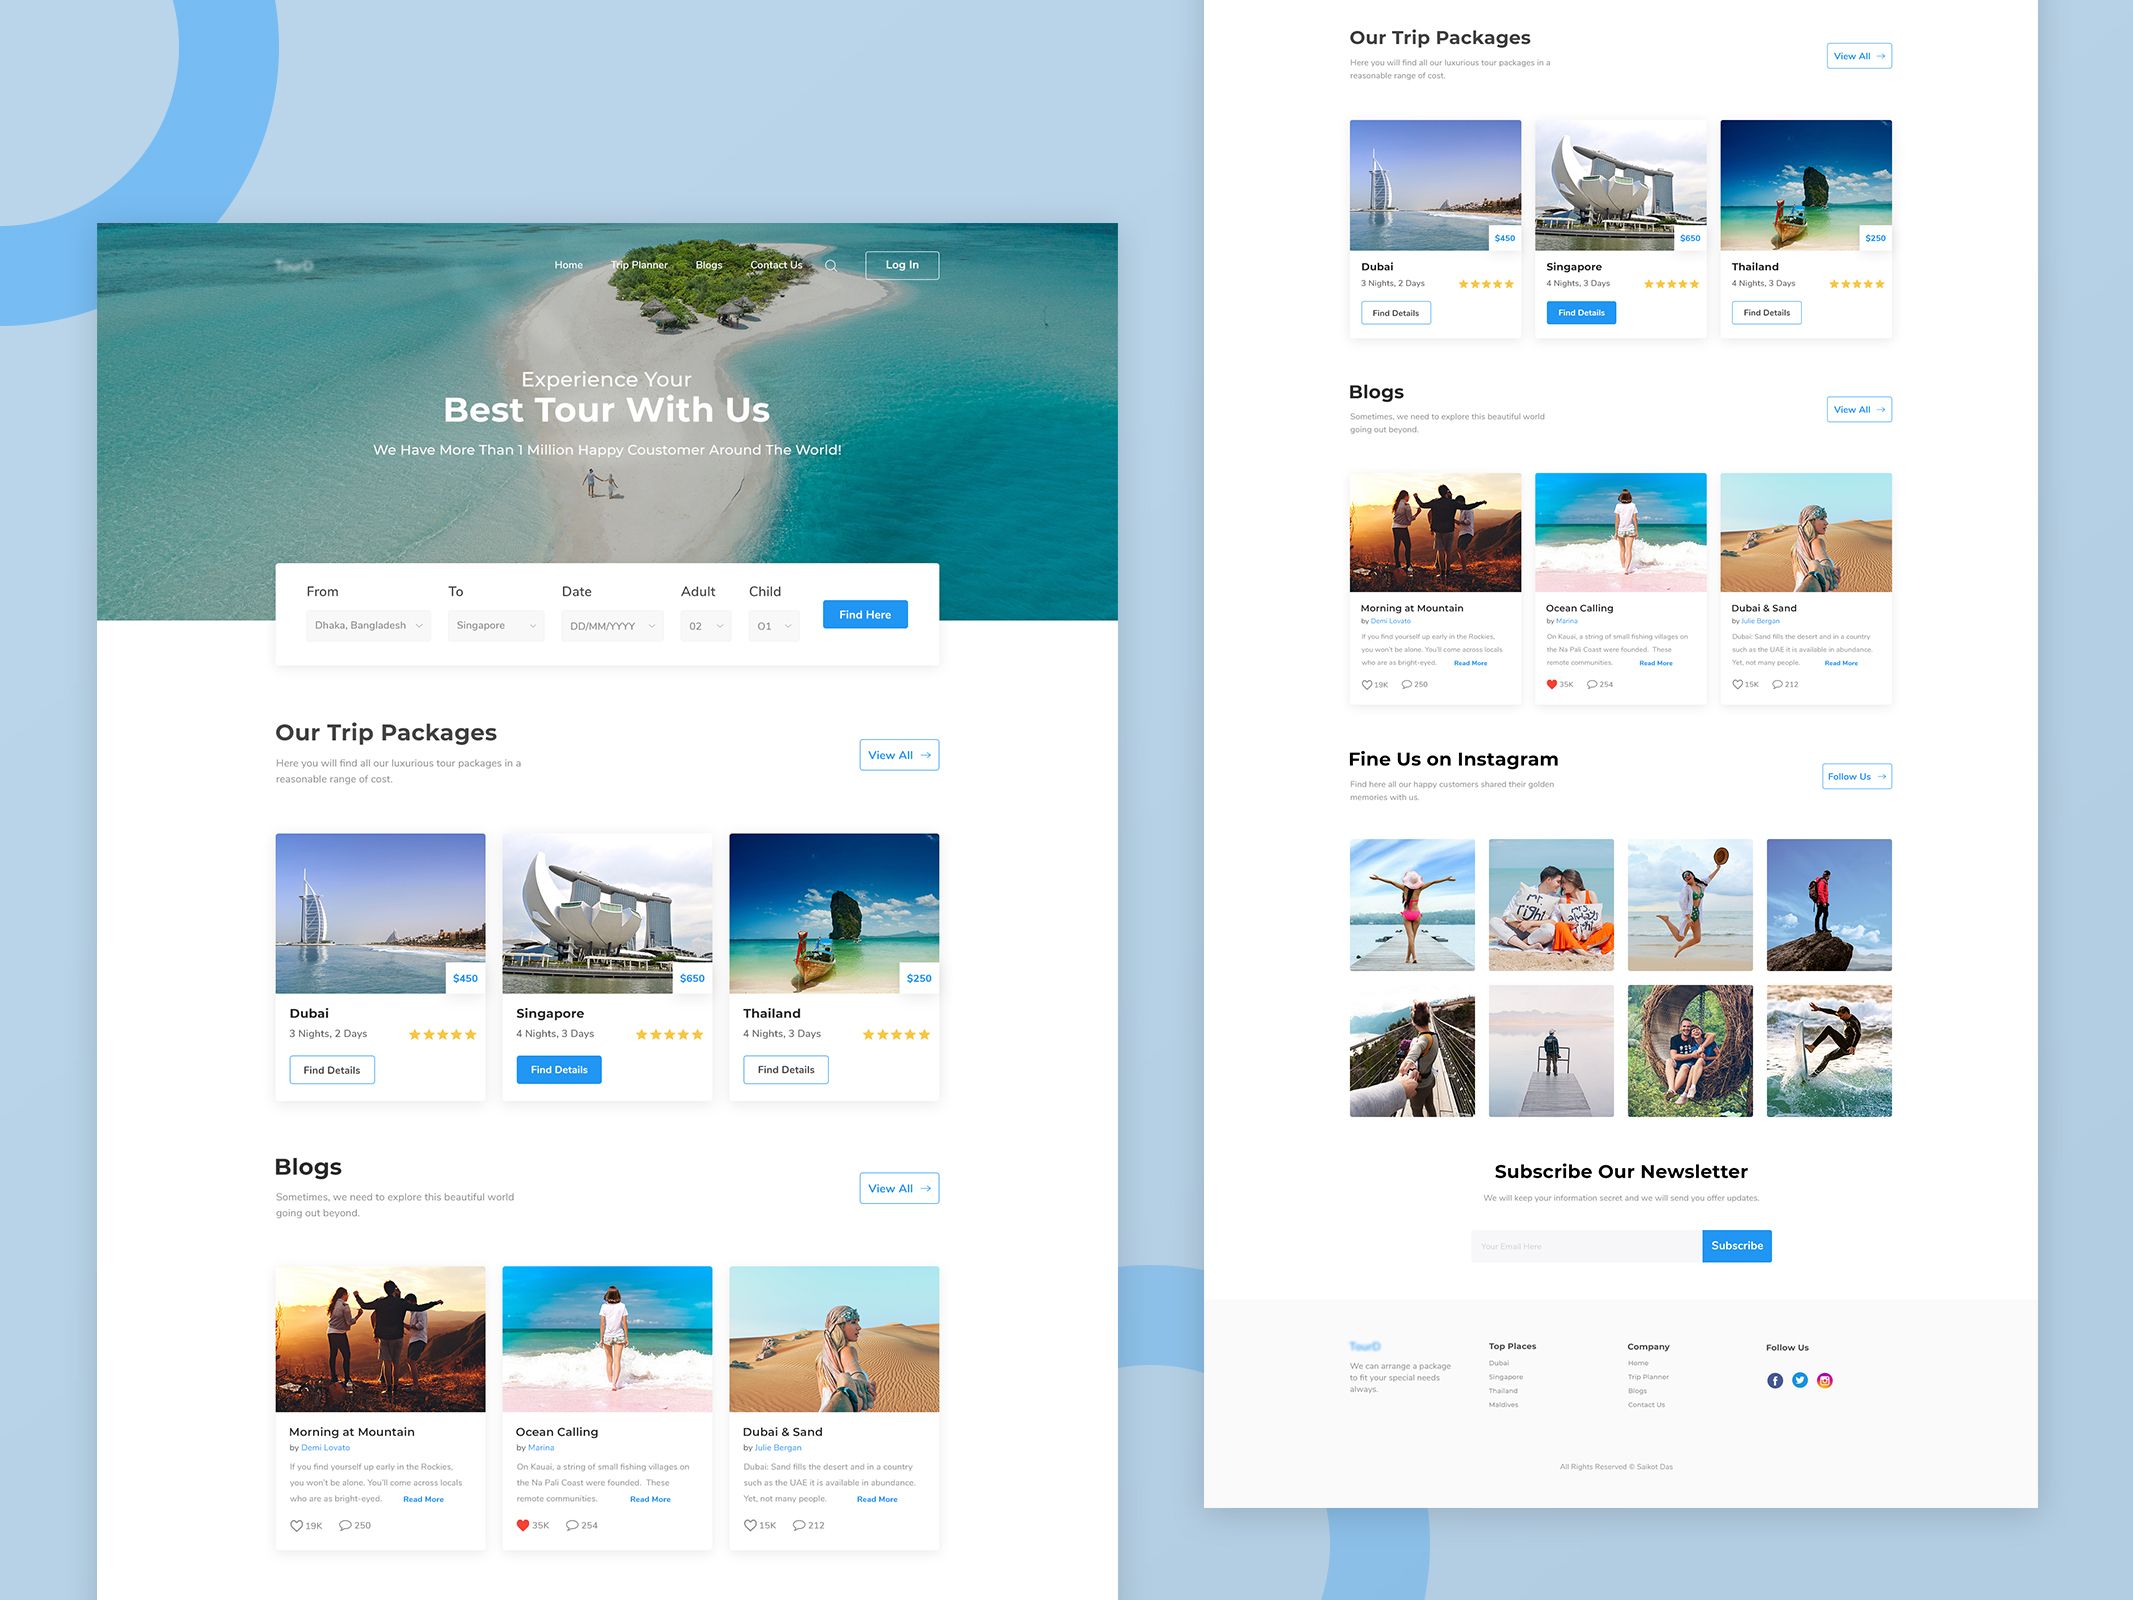 TourD
Home
Trip Planner
Blogs
Contact Us
Log In
Experience Your
Best Tour With Us
We Have More Than 1 Million Happy Coustomer Around The World!
From
To
Date
Adult
Child
Dhaka, Bangladesh
Singapore
DD/MM/YYYY
02
O1
Find Here
Our Trip Packages
Here you will find all our luxurious tour packages in a
reasonable range of cost.
View All
$450
$650
$250
Dubai
3 Nights, 2 Days
Find Details
Singapore
4 Nights, 3 Days
Find Details
Thailand
4 Nights, 3 Days
Find Details
Blogs
Sometimes, we need to explore this beautiful world
going out beyond.
View All
Morning at Mountain
by Demi Lovato
If you find yourself up early in the Rockies,
you won't be alone. You'll come across locals
who are as bright-eyed. Read More
19K 250
Ocean Calling
by Marina
On Kauai, a string of small fishing villages on
the Na Pali Coast were founded. These
remote communities. Read More
35K 254
Dubai & Sand
by Julie Bergan
Dubai: Sand fills the desert and in a country
such as the UAE it is available in abundance.
Yet, not many people. Read More
15K 212
Our Trip Packages
Here you will find all our luxurious tour packages in a
reasonable range of cost.
View All
$450
$650
$250
Dubai
3 Nights, 2 Days
Find Details
Singapore
4 Nights, 3 Days
Find Details
Thailand
4 Nights, 3 Days
Find Details
Blogs
Sometimes, we need to explore this beautiful world
going out beyond.
View All
Morning at Mountain
by Demi Lovato
If you find yourself up early in the Rockies,
you won't be alone. You'll come across locals
who are as bright-eyed. Read More
19K 250
Ocean Calling
by Marina
On Kauai, a string of small fishing villages on
the Na Pali Coast were founded. These
remote communities. Read More
35K 254
Dubai & Sand
by Julie Bergan
Dubai: Sand fills the desert and in a country
such as the UAE it is available in abundance.
Yet, not many people. Read More
15K 212
Fine Us on Instagram
Find here all our happy customers shared their golden
memories with us.
Follow Us
mr.
right
mrs.
always
right
Subscribe Our Newsletter
We will keep your information secret and we will send you offer updates.
Your Email Here
Subscribe
TourD
We can arrange a package
to fit your special needs
always.
Top Places
Dubai
Singapore
Thailand
Maldives
Company
Home
Trip Planner
Blogs
Contact Us
Follow Us
All Rights Reserved © Saikot Das